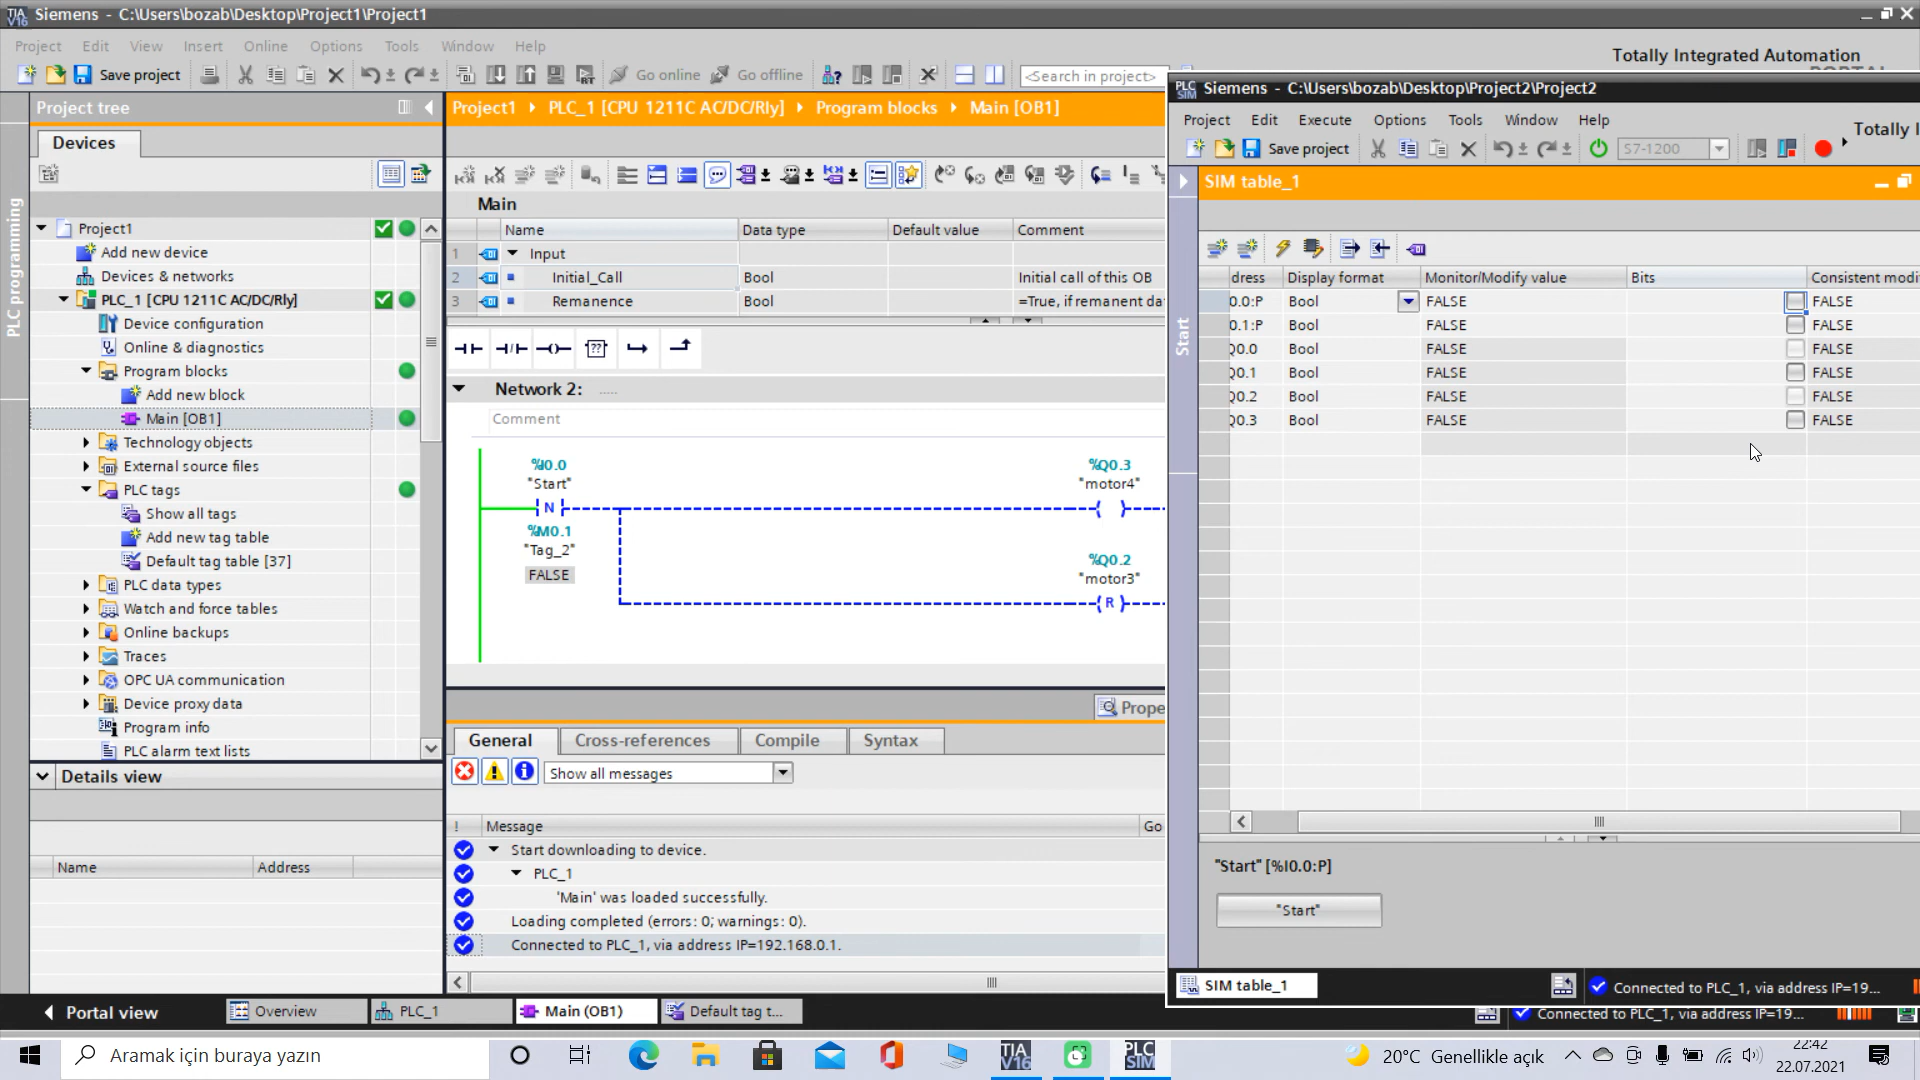 Siemens - C:\Users\bozab\Desktop\Project1\Project1
Project Edit View Insert Online Options Tools Window Help
Totally Integrated Automation
Save project
Go online
Go offline
<Search in project>
Project tree
Devices
PLC programming
Project1
Add new device
Devices & networks
PLC_1 [CPU 1211C AC/DC/Rly]
Device configuration
Online & diagnostics
Program blocks
Add new block
Main [OB1]
Technology objects
External source files
PLC tags
Show all tags
Add new tag table
Default tag table [37]
PLC data types
Watch and force tables
Online backups
Traces
OPC UA communication
Device proxy data
Program info
PLC alarm text lists
Details view
Name Address
Project1 PLC_1 [CPU 1211C AC/DC/Rly] Program blocks Main [OB1]
Main
Name Data type Default value Comment
1 Input
2 Initial_Call Bool Initial call of this OB
3 Remanence Bool =True, if remanent da
??
Network 2: .....
Comment
%I0.0
"Start"
N
%M0.1
"Tag_2"
FALSE
%Q0.3
"motor4"
%Q0.2
"motor3"
R
Prope
General Cross-references Compile Syntax
Show all messages
! Message Go
Start downloading to device.
PLC_1
'Main' was loaded successfully.
Loading completed (errors: 0; warnings: 0).
Connected to PLC_1, via address IP=192.168.0.1.
PLC SIM Siemens - C:\Users\bozab\Desktop\Project2\Project2
Project Edit Execute Options Tools Window Help
Totally I
Save project
S7-1200
SIM table_1
Start
dress Display format Monitor/Modify value Bits Consistent modi
0.0:P Bool FALSE FALSE
0.1:P Bool FALSE FALSE
Q0.0 Bool FALSE FALSE
Q0.1 Bool FALSE FALSE
Q0.2 Bool FALSE FALSE
Q0.3 Bool FALSE FALSE
"Start" [%I0.0:P]
"Start"
SIM table_1
Connected to PLC_1, via address IP=19...
Portal view
Overview
PLC_1
Main (OB1)
Default tag t...
Connected to PLC_1, via address IP=19...
Aramak için buraya yazın
TIA V16
PLC SIM
20°C Genellikle açık
22:42
22.07.2021